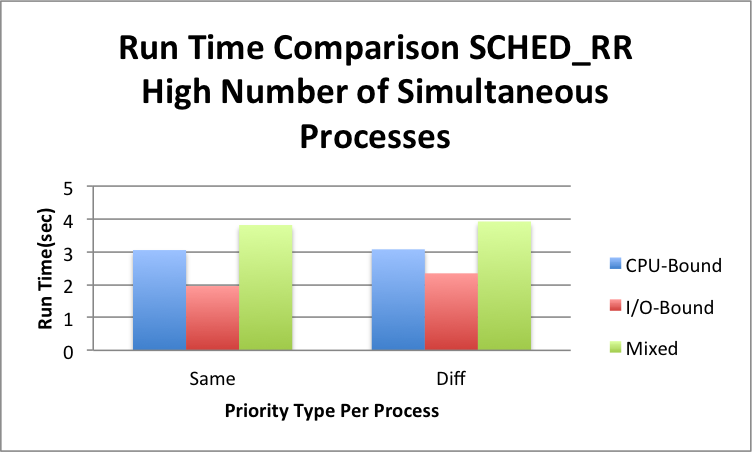 Run Time Comparison SCHED_RR
High Number of Simultaneous
Processes
5
4
3
2
1
0
Run Time(sec)
Same
Diff
Priority Type Per Process
CPU-Bound
I/O-Bound
Mixed